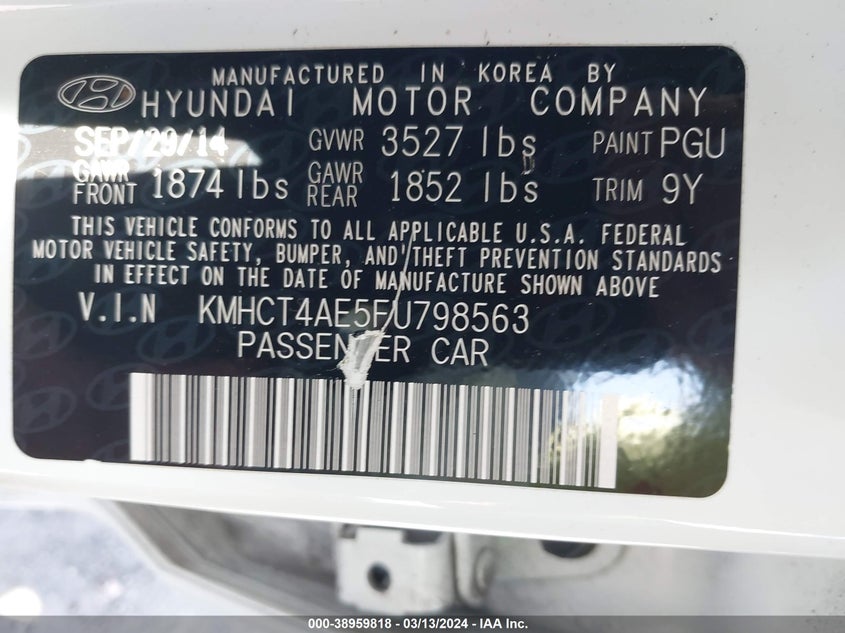 MANUFACTURED IN KOREA BY
HYUNDAI MOTOR COMPANY
SEP/29/14 GVWR 3527 lbs PAINT PGU
GAWR FRONT 1874 lbs GAWR REAR 1852 lbs TRIM 9Y
THIS VEHICLE CONFORMS TO ALL APPLICABLE U.S.A. FEDERAL
MOTOR VEHICLE SAFETY, BUMPER, AND THEFT PREVENTION STANDARDS
IN EFFECT ON THE DATE OF MANUFACTURE SHOWN ABOVE
V.I.N KMHCT4AE5FU798563
PASSENGER CAR
000-38959818 - 03/13/2024 - IAA Inc.